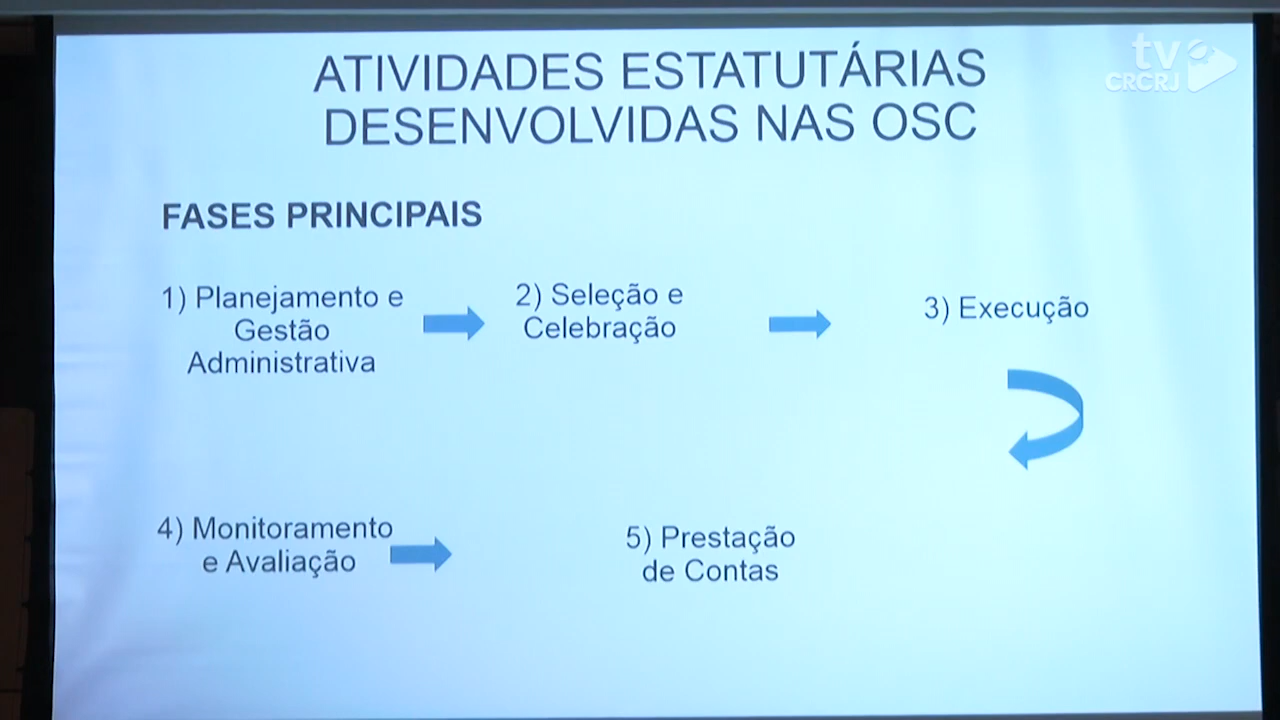 ATIVIDADES ESTATUTÁRIAS
DESENVOLVIDAS NAS OSC
tv
CRCRJ
FASES PRINCIPAIS
1) Planejamento e
Gestão
Administrativa
2) Seleção e
Celebração
3) Execução
4) Monitoramento
e Avaliação
5) Prestação
de Contas